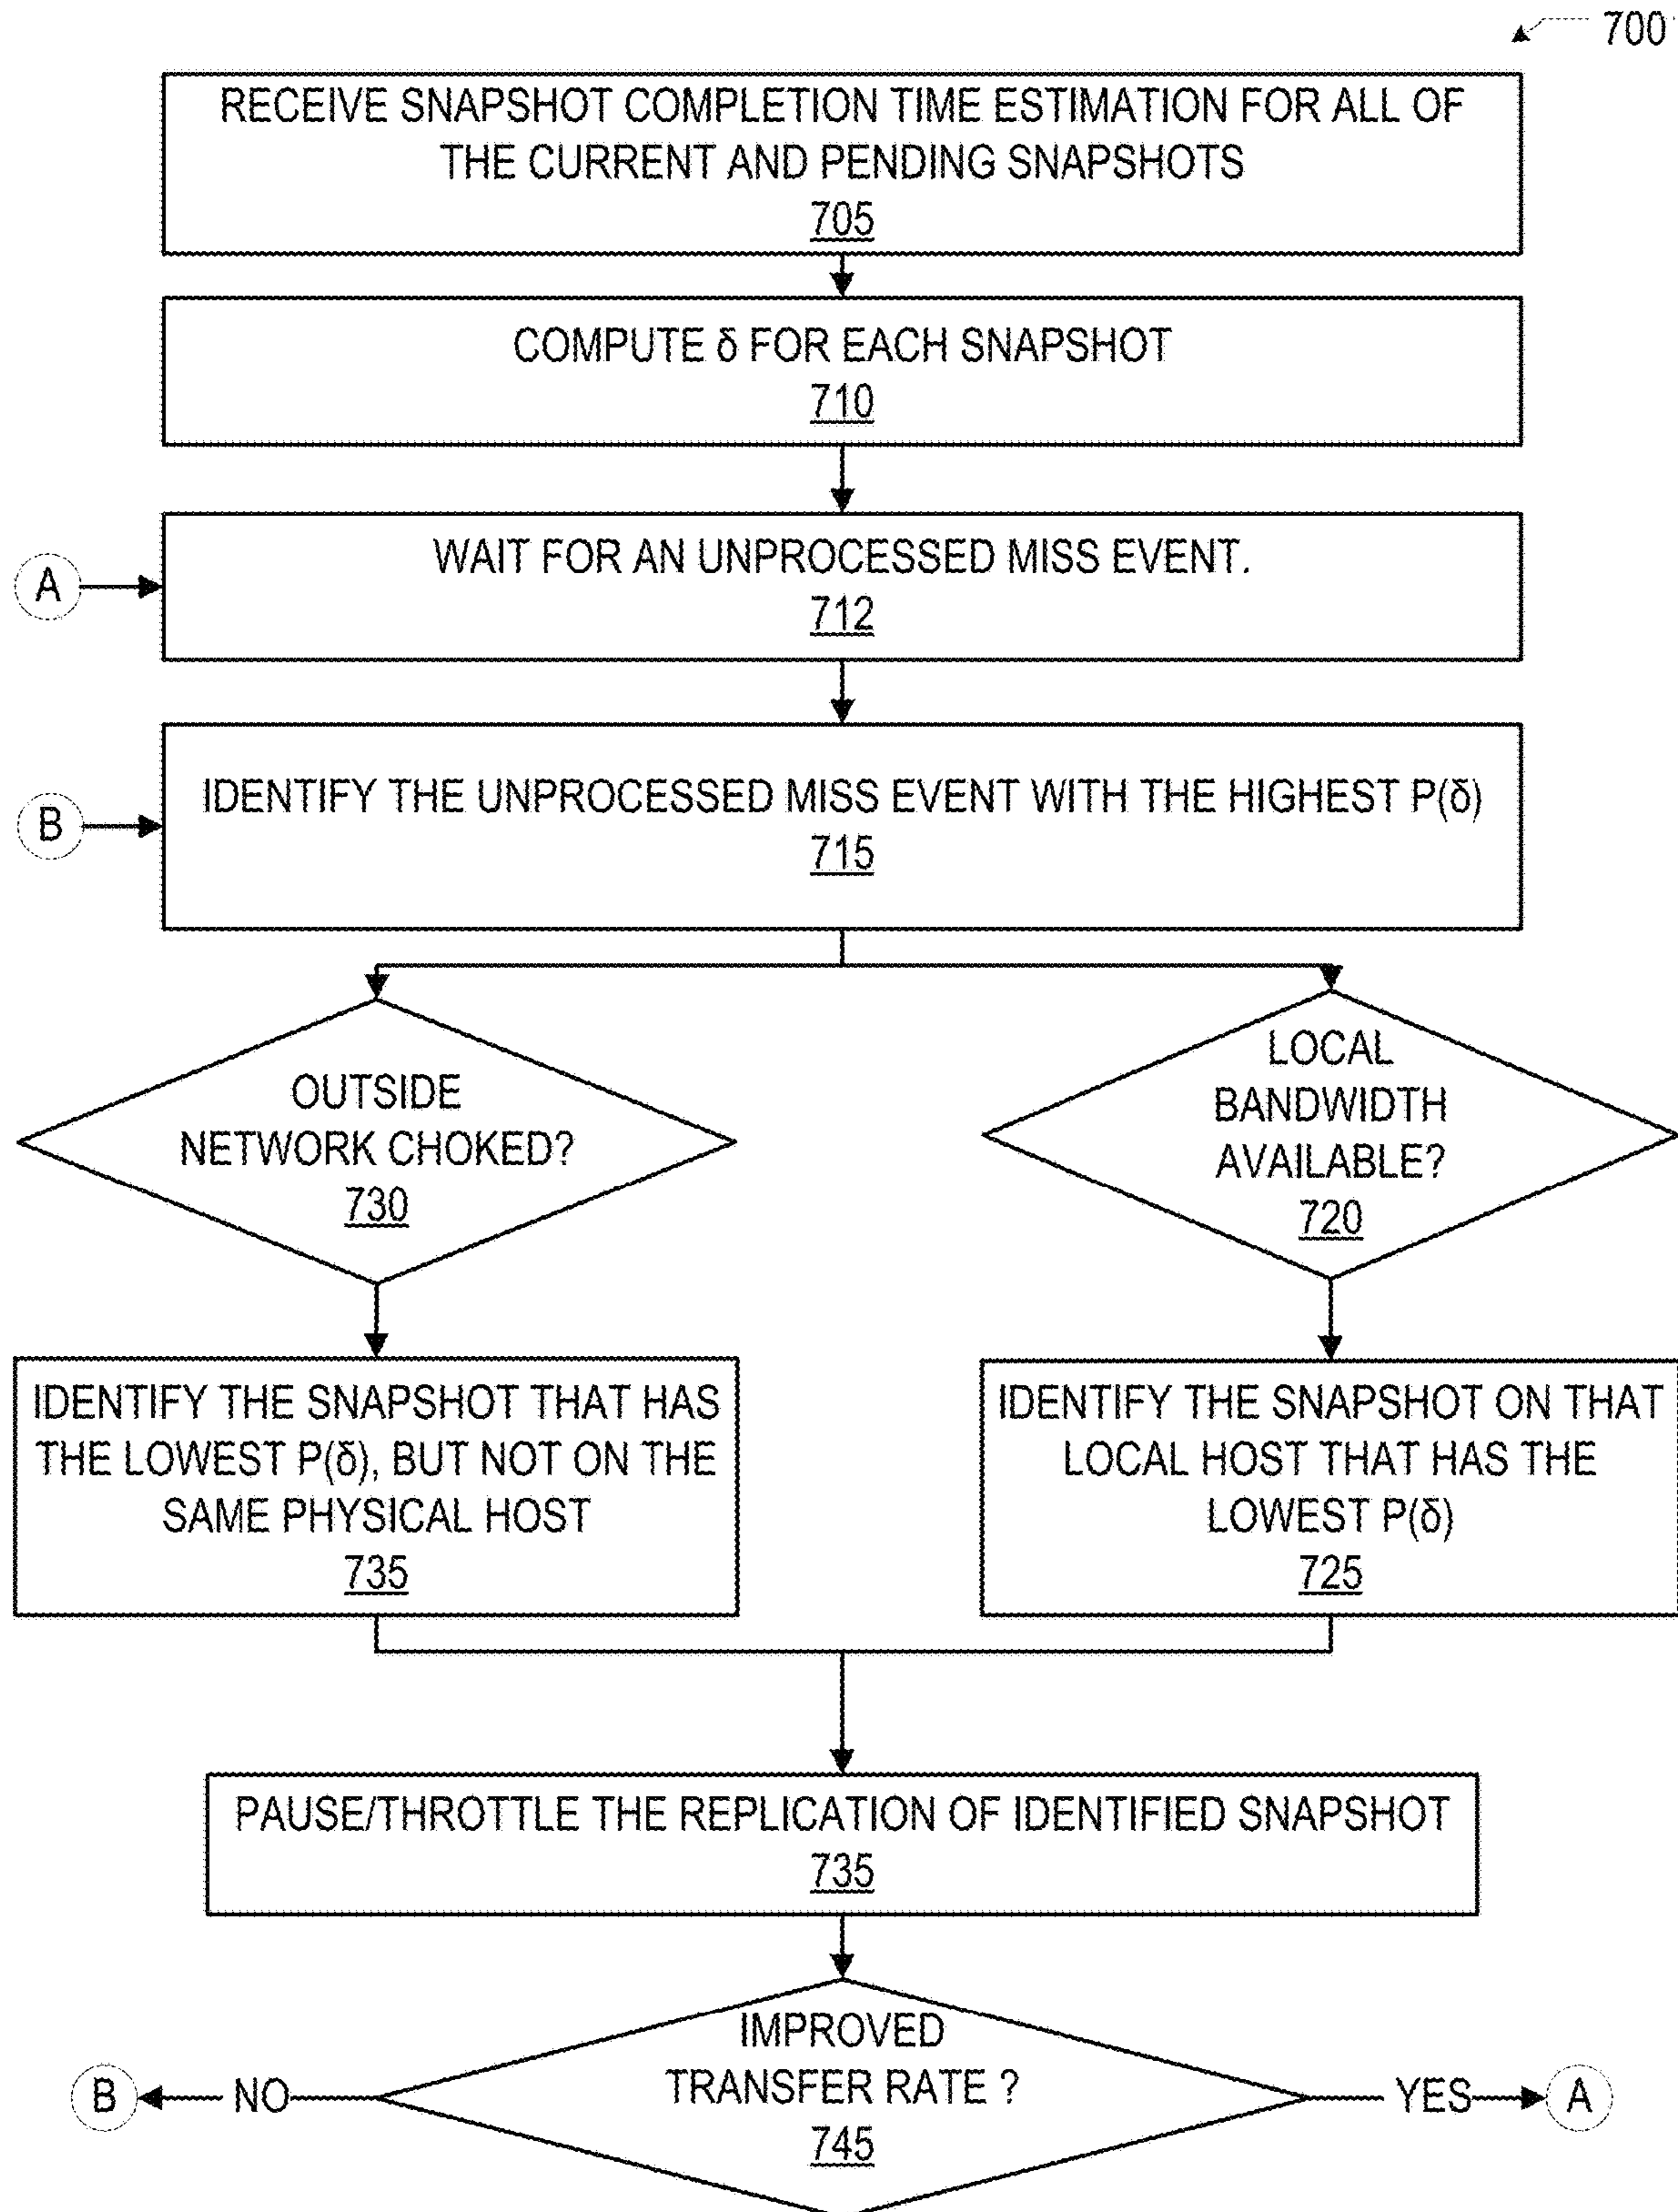 700
RECEIVE SNAPSHOT COMPLETION TIME ESTIMATION FOR ALL OF
THE CURRENT AND PENDING SNAPSHOTS
705
COMPUTE δ FOR EACH SNAPSHOT
710
WAIT FOR AN UNPROCESSED MISS EVENT.
712
A
IDENTIFY THE UNPROCESSED MISS EVENT WITH THE HIGHEST P(δ)
715
B
OUTSIDE
NETWORK CHOKED?
730
LOCAL
BANDWIDTH
AVAILABLE?
720
IDENTIFY THE SNAPSHOT THAT HAS
THE LOWEST P(δ), BUT NOT ON THE
SAME PHYSICAL HOST
735
IDENTIFY THE SNAPSHOT ON THAT
LOCAL HOST THAT HAS THE
LOWEST P(δ)
725
PAUSE/THROTTLE THE REPLICATION OF IDENTIFIED SNAPSHOT
735
IMPROVED
TRANSFER RATE ?
745
B
NO
YES
A